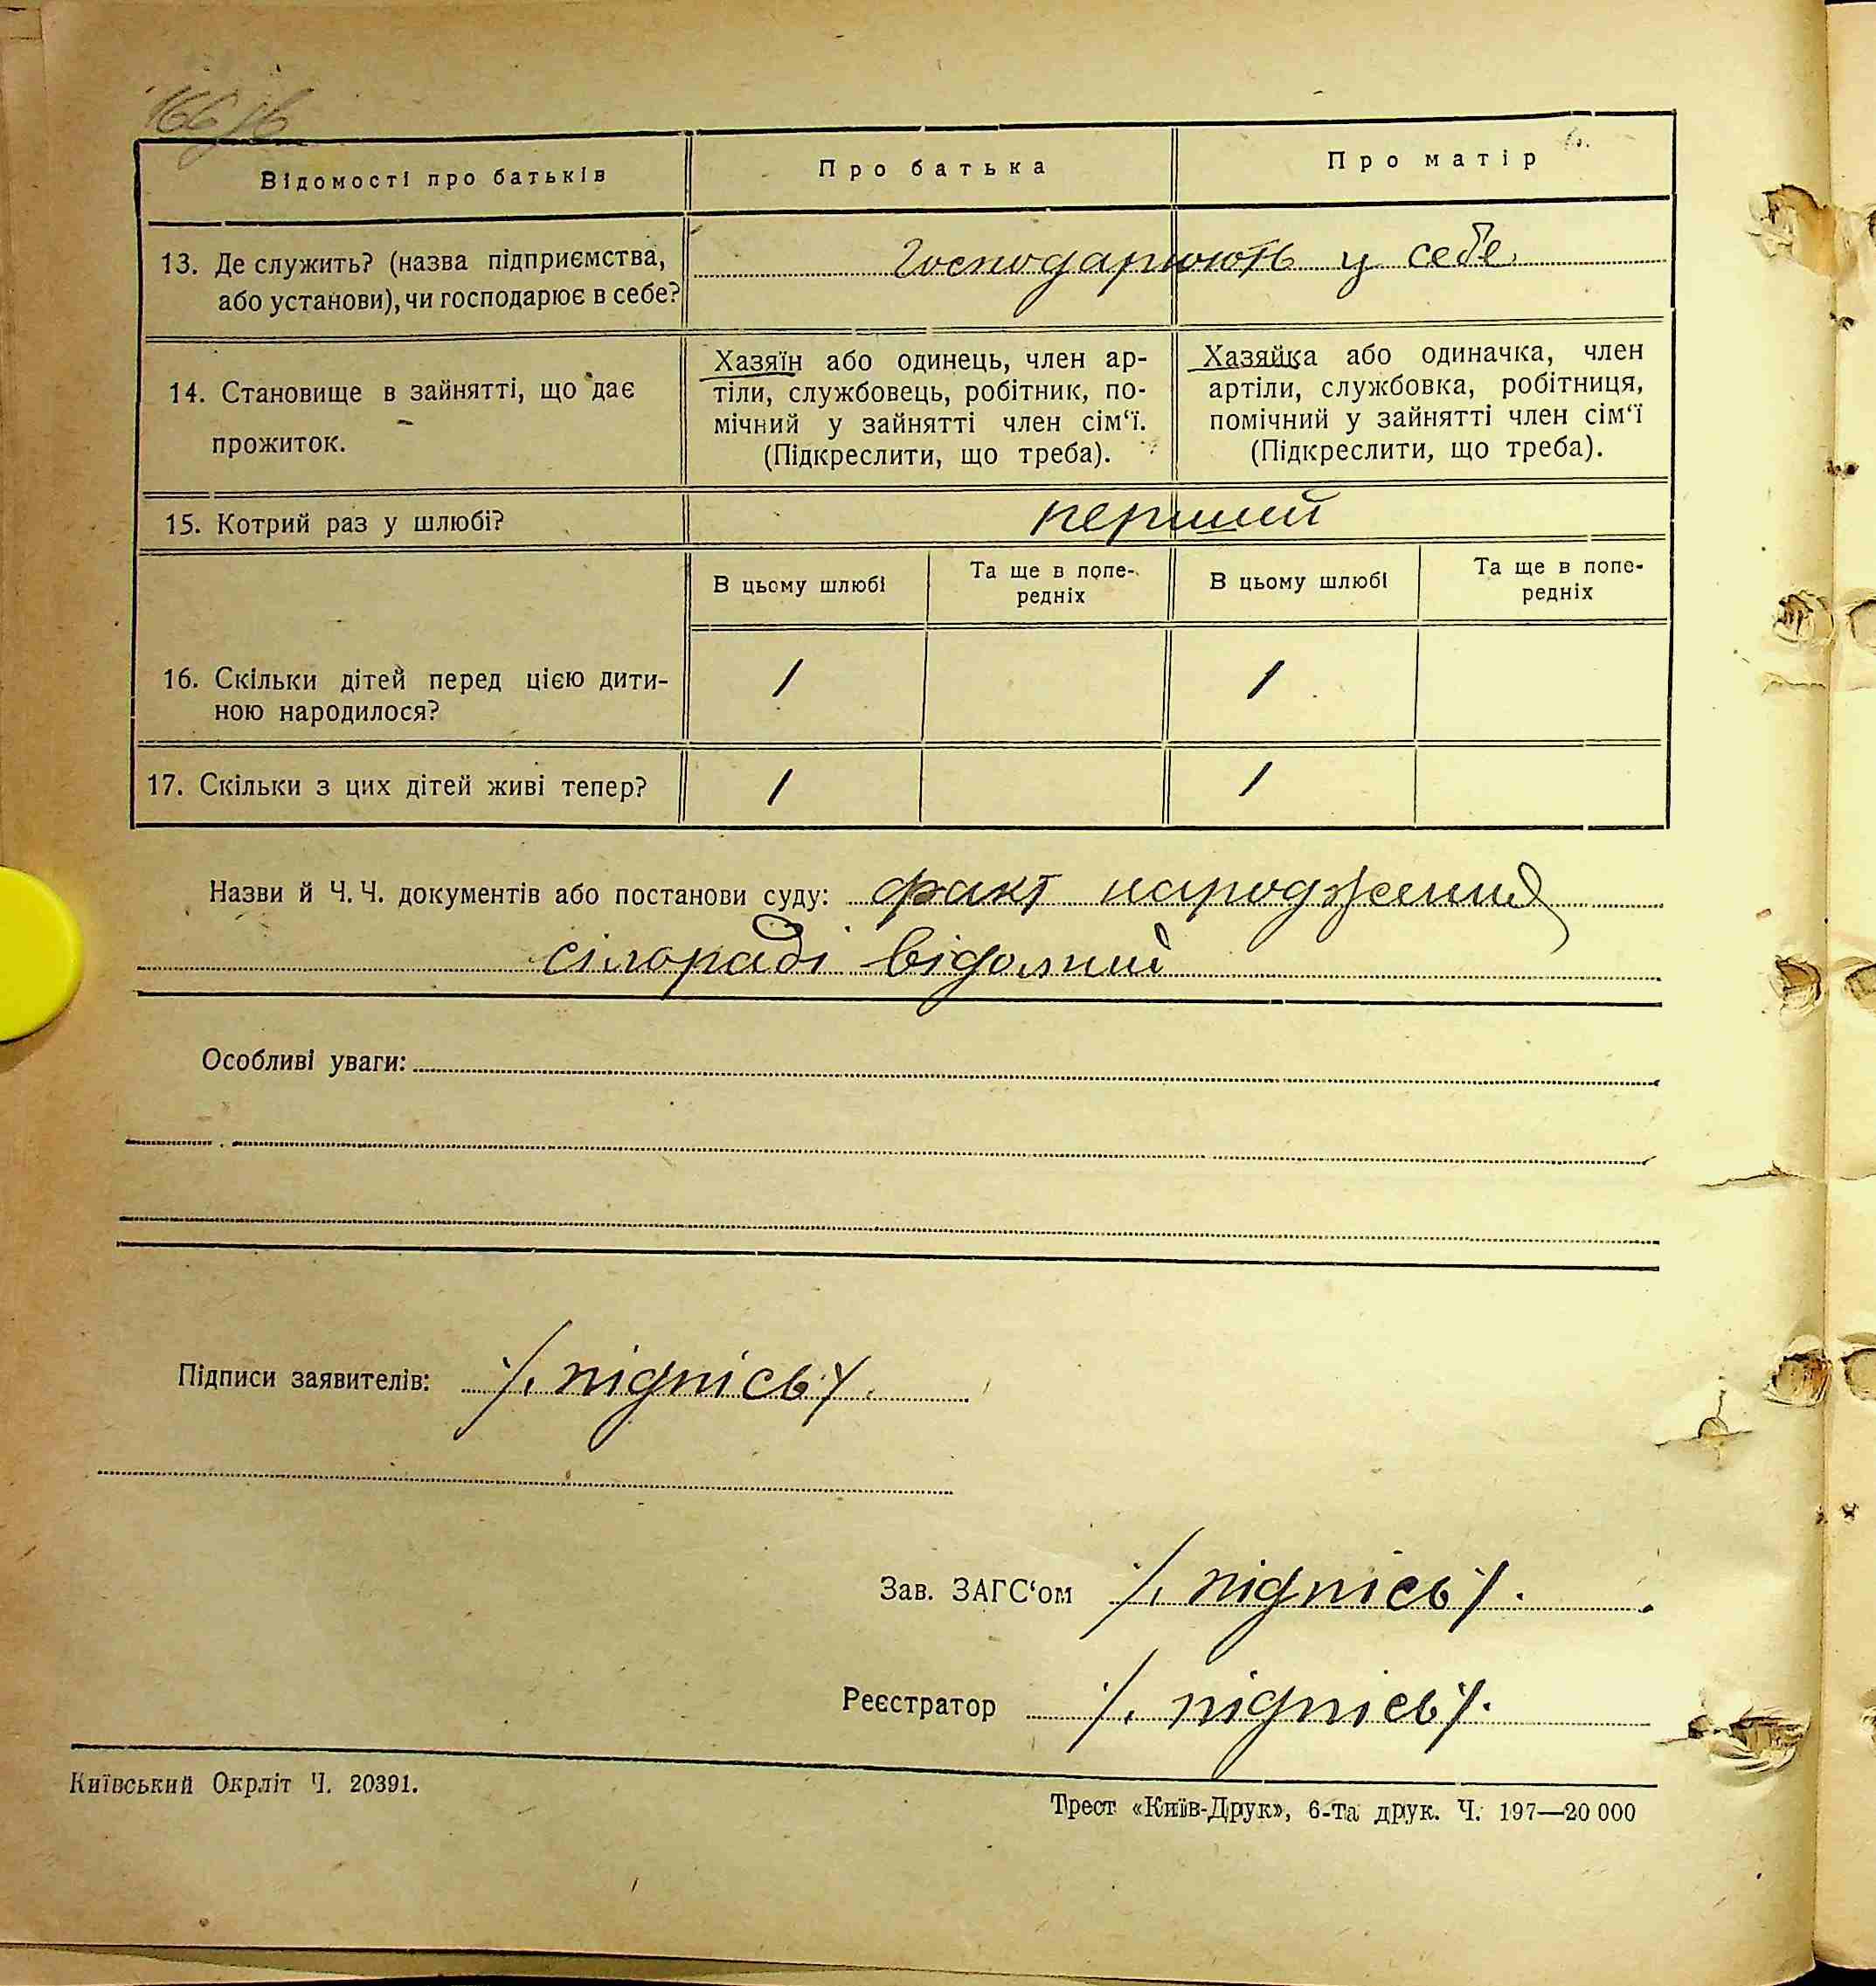 Відомості про батьків
Про батька
Про матір
13. Де служить? (назва підприємства,
або установи), чи господарює в себе?
Господарюють у себе.
14. Становище в зайнятті, що дає
прожиток.
Хазяїн або одинець, член ар-
тіли, службовець, робітник, по-
мічний у зайнятті член сім‘ї.
(Підкреслити, що треба).
Хазяйка або одиначка, член
артіли, службовка, робітниця,
помічний у зайнятті член сім‘ї
(Підкреслити, що треба).
15. Котрий раз у шлюбі?
перший
В цьому шлюбі
Та ще в попе-
редніх
В цьому шлюбі
Та ще в попе-
редніх
16. Скільки дітей перед цією дити-
ною народилося?
1
1
17. Скільки з цих дітей живі тепер?
1
1
Назви й Ч. Ч. документів або постанови суду: факт народження
сілораді відомий
Особливі уваги:
Підписи заявителів: /підпісь/.
Зав. ЗАГС‘ом /підпісь/.
Реєстратор /підпісь/.
Київський Окрліт Ч. 20391.
Трест «Київ-Друк», 6-та друк. Ч. 197—20 000